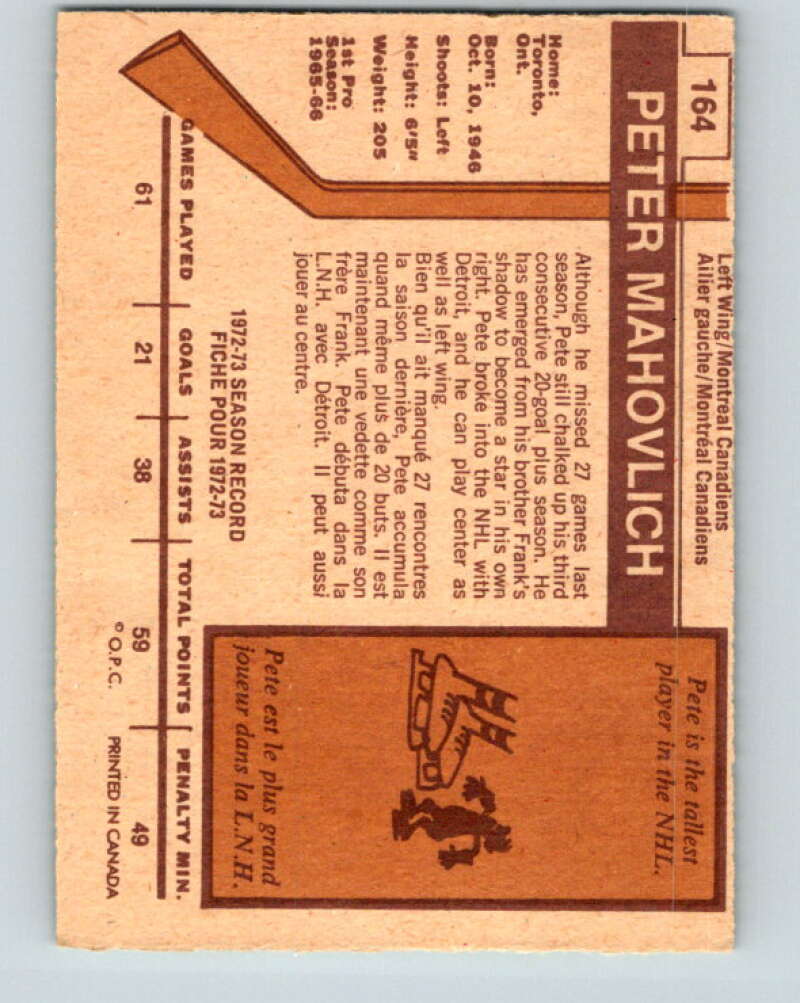 164
Left Wing/Montreal Canadiens
Ailier gauche/Montréal Canadiens
PETER MAHOVLICH
Home:
Toronto,
Ont.
Born:
Oct. 10, 1946
Shoots: Left
Height: 6'5"
Weight: 205
1st Pro
Season:
1965-66
Although he missed 27 games last
season, Pete still chalked up his third
consecutive 20-goal plus season. He
has emerged from his brother Frank's
shadow to become a star in his own
right. Pete broke into the NHL with
Detroit, and he can play center as
well as left wing.
Bien qu'il ait manqué 27 rencontres
la saison dernière, Pete accumula
quand même plus de 20 buts. Il est
maintenant une vedette comme son
frère Frank. Pete débuta dans la
L.N.H. avec Détroit. Il peut aussi
jouer au centre.
Pete is the tallest
player in the NHL.
Pete est le plus grand
joueur dans la L.N.H.
1972-73 SEASON RECORD
FICHE POUR 1972-73
GAMES PLAYED GOALS ASSISTS TOTAL POINTS PENALTY MIN.
61 21 38 59 49
© O.P.C. PRINTED IN CANADA